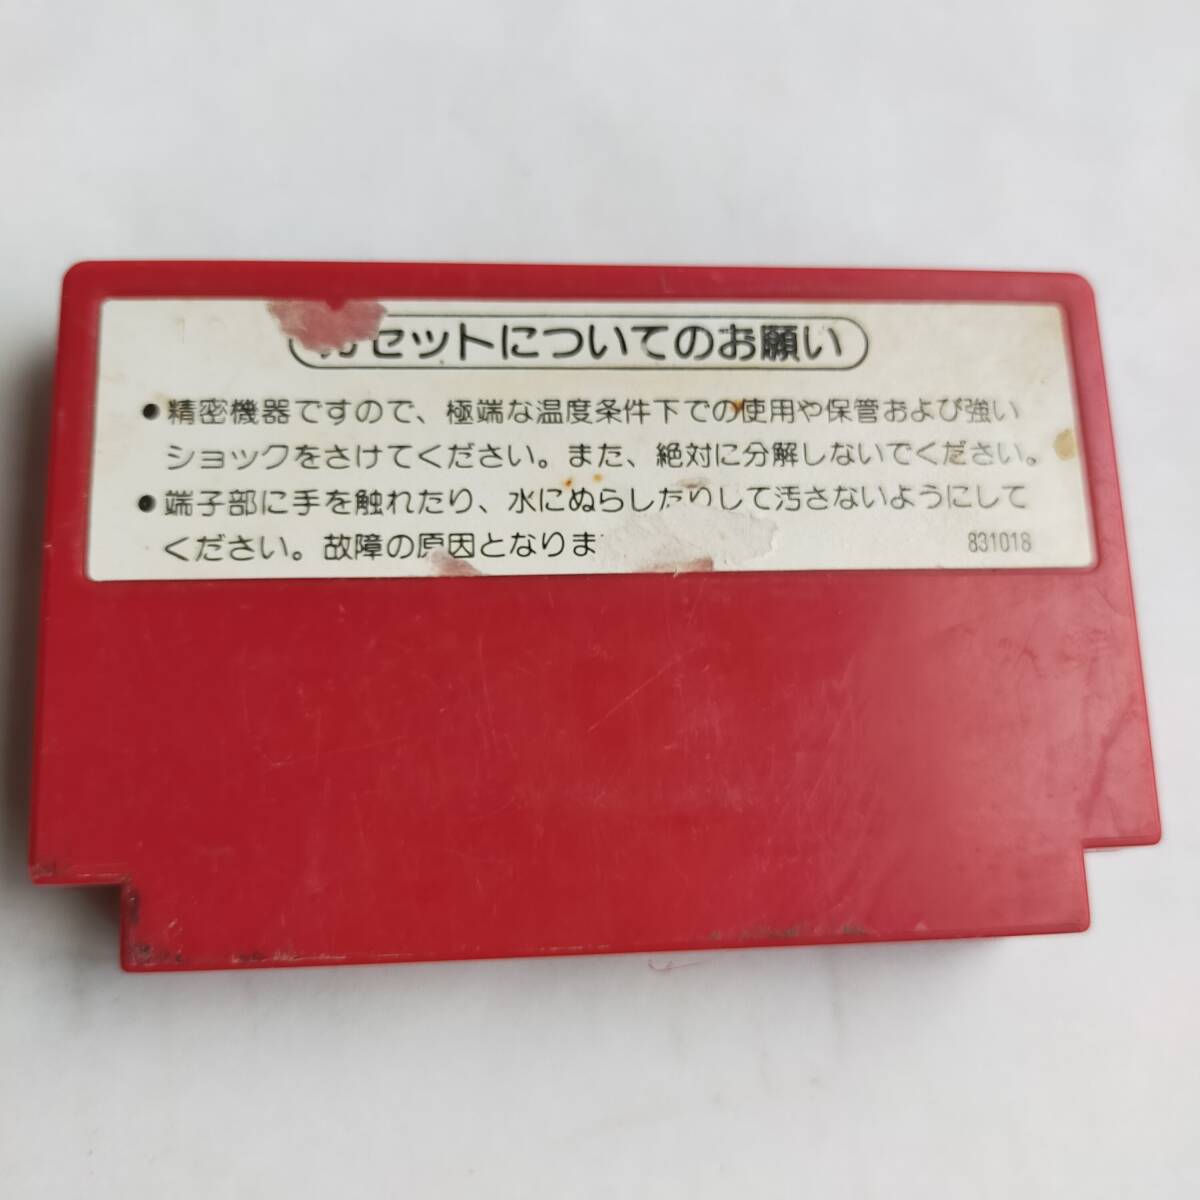 セットについてのお願い
●精密機器ですので、極端な温度条件下での使用や保管および強い
ショックをさけてください。また、絶対に分解しないでください。
●端子部に手を触れたり、水にぬらしたりして汚さないようにして
ください。故障の原因となりま
831018